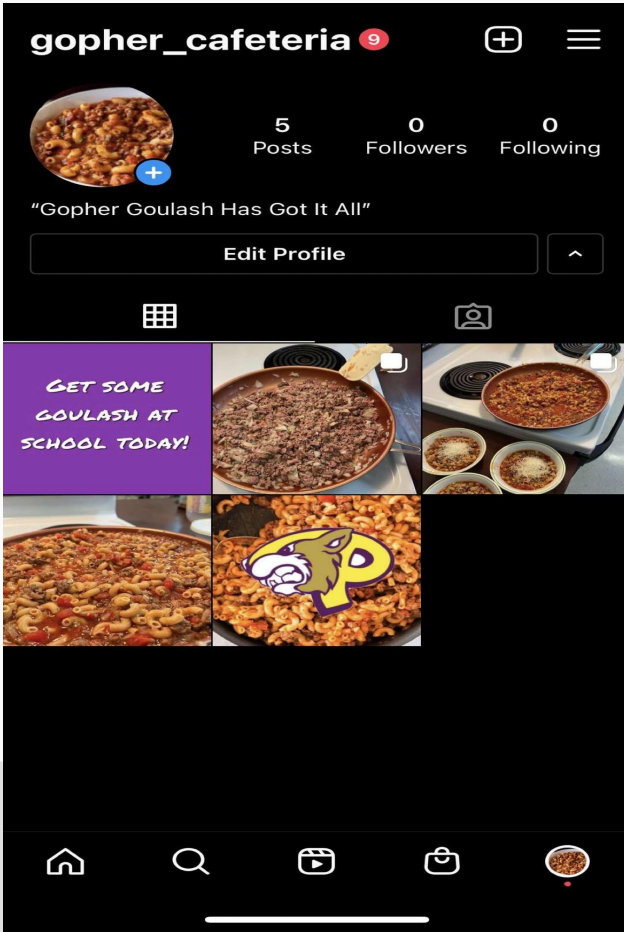 gopher_cafeteria 9
5 0 0
Posts Followers Following
“Gopher Goulash Has Got It All”
Edit Profile
GET SOME
GOULASH AT
SCHOOL TODAY!
P